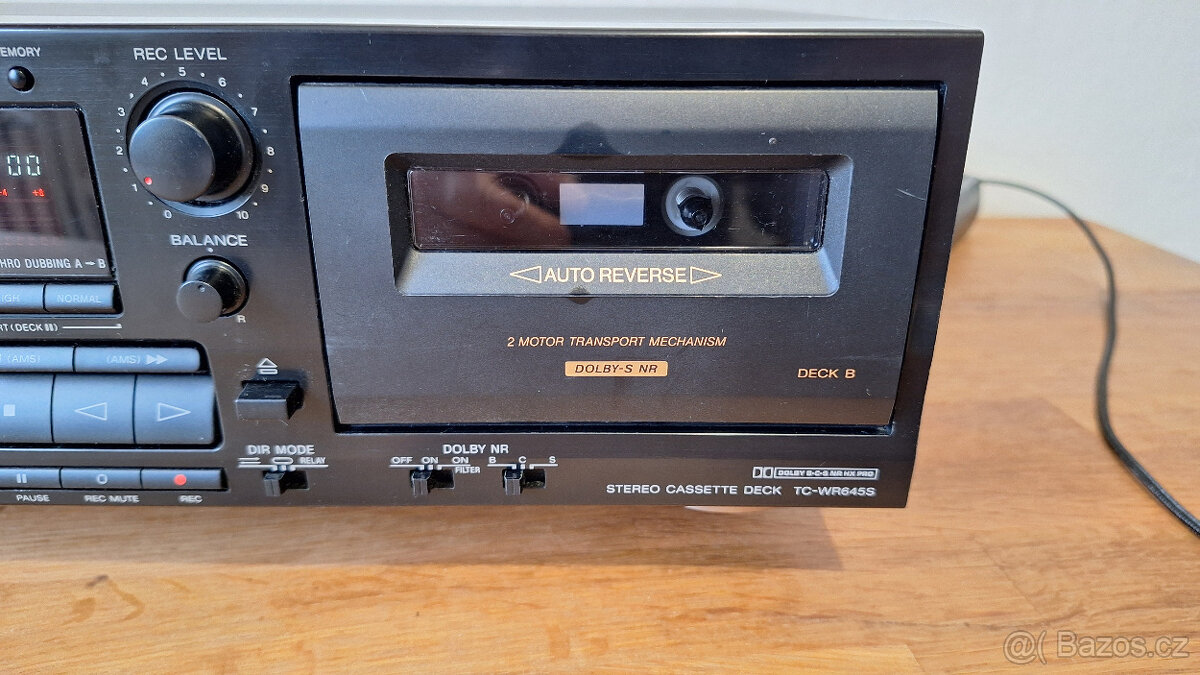 EMORY
REC LEVEL
0 1 2 3 4 5 6 7 8 9 10
00
-4 +8
HRO DUBBING A → B
IGH NORMAL
BALANCE
R
RT (DECK II)
(AMS) (AMS) ▶▶
PAUSE REC MUTE REC
DIR MODE
RELAY
DOLBY NR
OFF ON ON FILTER B C S
◁ AUTO REVERSE ▷
2 MOTOR TRANSPORT MECHANISM
DOLBY-S NR
DECK B
DOLBY B-C-S NR HX PRO
STEREO CASSETTE DECK TC-WR645S
@( Bazos.cz